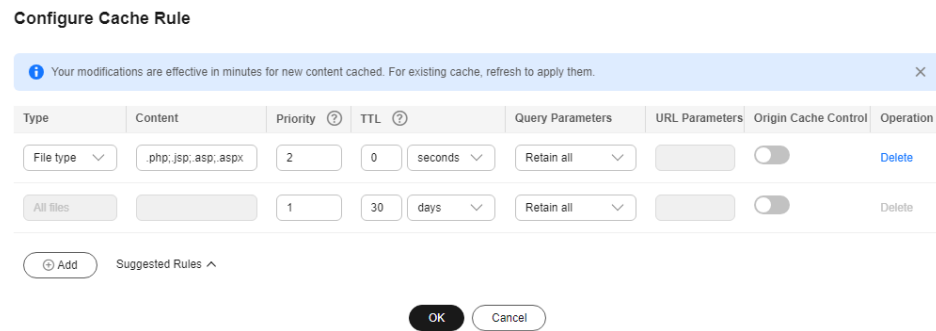 Configure Cache Rule
Your modifications are effective in minutes for new content cached. For existing cache, refresh to apply them.
Type Content Priority TTL Query Parameters URL Parameters Origin Cache Control Operation
File type .php;.jsp;.asp;.aspx 2 0 seconds Retain all Delete
All files 1 30 days Retain all Delete
Add Suggested Rules
OK Cancel